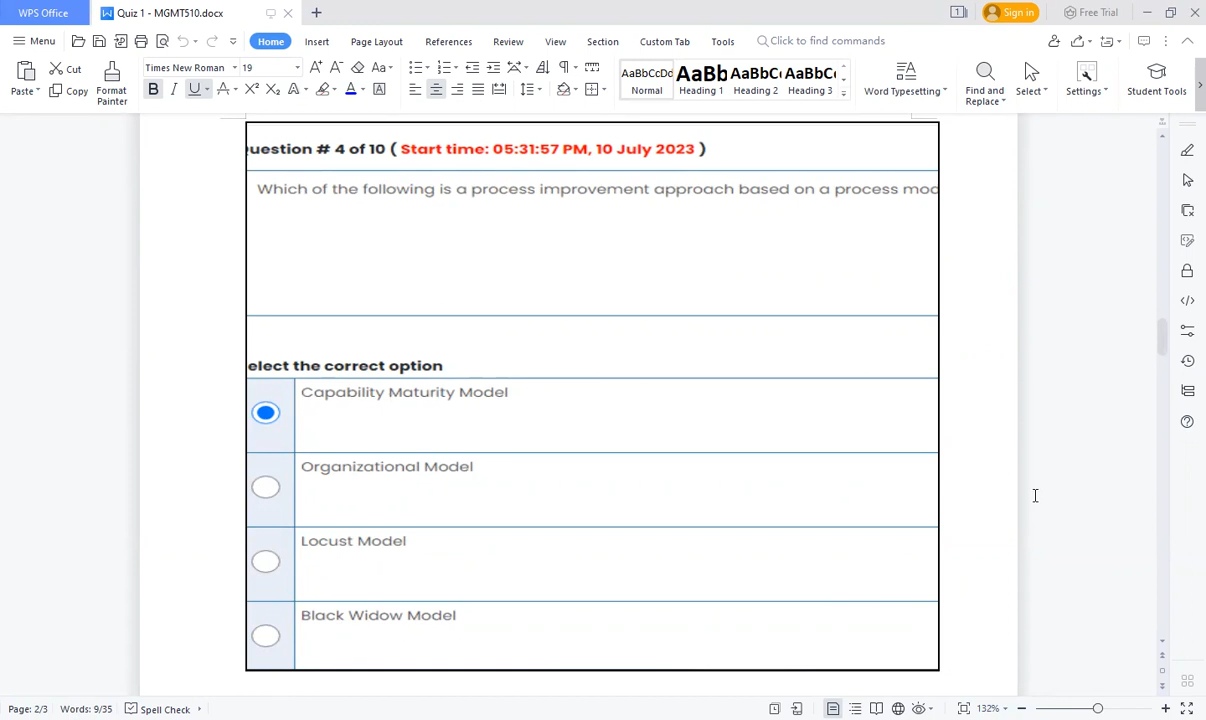 WPS Office
Quiz 1 - MGMT510.docx
Sign in
Free Trial
Menu
Home
Insert
Page Layout
References
Review
View
Section
Custom Tab
Tools
Click to find commands
Paste
Cut
Copy
Format Painter
Times New Roman
19
AaBbCcDd
Normal
AaBb
Heading 1
AaBbC
Heading 2
AaBbC
Heading 3
Word Typesetting
Find and Replace
Select
Settings
Student Tools
uestion # 4 of 10 ( Start time: 05:31:57 PM, 10 July 2023 )
Which of the following is a process improvement approach based on a process mod
elect the correct option
Capability Maturity Model
Organizational Model
Locust Model
Black Widow Model
Page: 2/3
Words: 9/35
Spell Check
132%